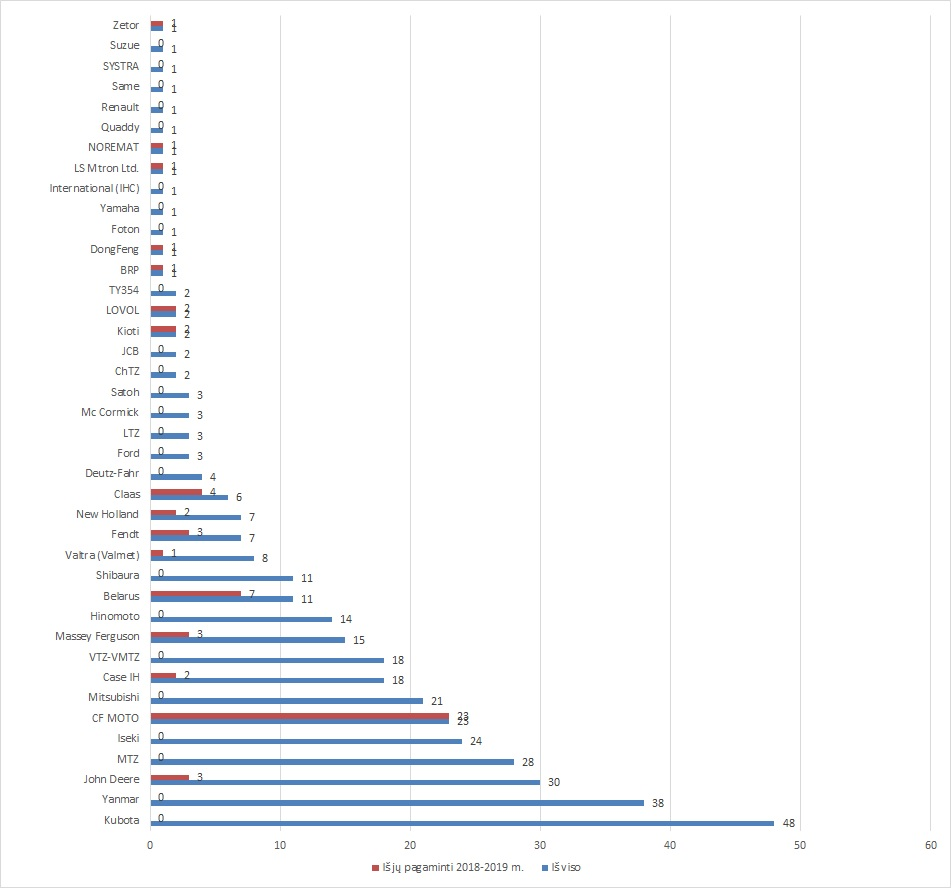 Zetor 1 1
Suzue 0 1
SYSTRA 0 1
Same 0 1
Renault 0 1
Quaddy 0 1
NOREMAT 1 1
LS Mtron Ltd. 1 1
International (IHC) 0 1
Yamaha 0 1
Foton 0 1
DongFeng 1 1
BRP 1 1
TY354 0 2
LOVOL 2 2
Kioti 2 2
JCB 0 2
ChTZ 0 2
Satoh 0 3
Mc Cormick 0 3
LTZ 0 3
Ford 0 3
Deutz-Fahr 0 4
Claas 4 6
New Holland 2 7
Fendt 3 7
Valtra (Valmet) 1 8
Shibaura 0 11
Belarus 7 11
Hinomoto 0 14
Massey Ferguson 3 15
VTZ-VMTZ 0 18
Case IH 2 18
Mitsubishi 0 21
CF MOTO 23 23
Iseki 0 24
MTZ 0 28
John Deere 3 30
Yanmar 0 38
Kubota 0 48
0 10 20 30 40 50 60
Iš jų pagaminti 2018-2019 m. Iš viso